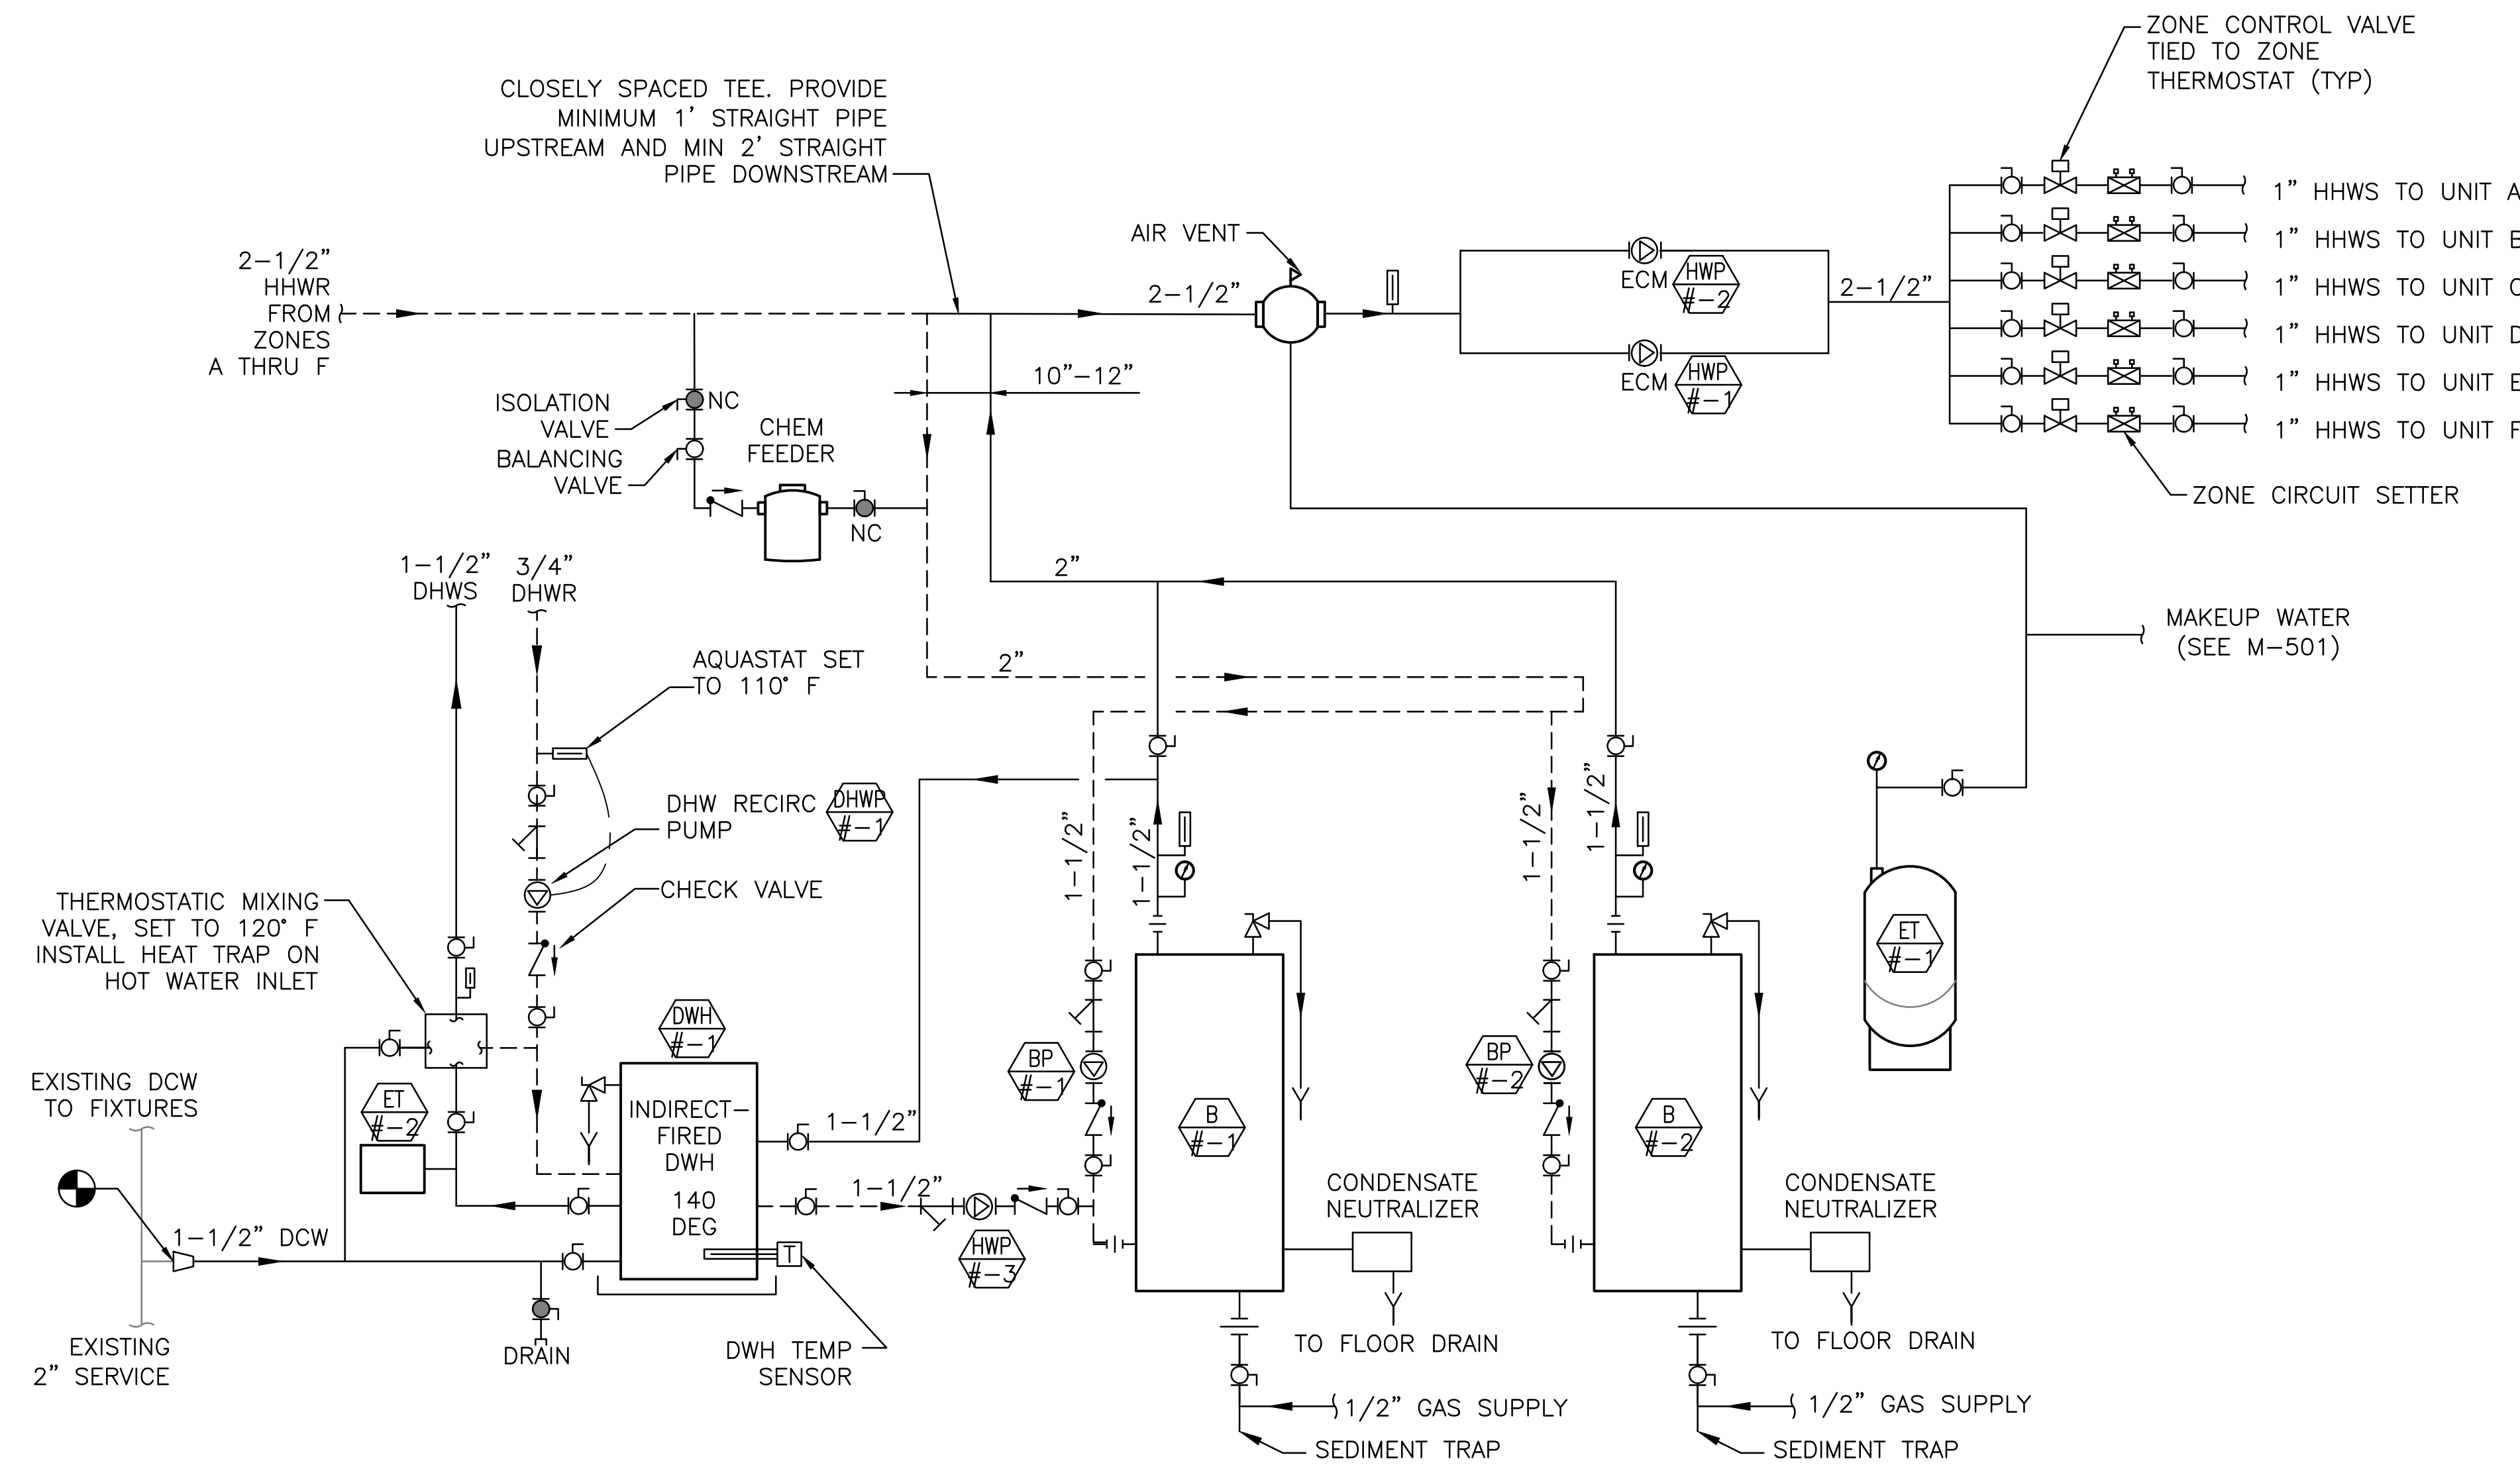 ZONE CONTROL VALVE
TIED TO ZONE
THERMOSTAT (TYP)
CLOSELY SPACED TEE. PROVIDE
MINIMUM 1' STRAIGHT PIPE
UPSTREAM AND MIN 2' STRAIGHT
PIPE DOWNSTREAM
AIR VENT
2-1/2"
HHWR
FROM
ZONES
A THRU F
2-1/2"
ECM
HWP
#-2
ECM
HWP
#-1
2-1/2"
1" HHWS TO UNIT A
1" HHWS TO UNIT B
1" HHWS TO UNIT C
1" HHWS TO UNIT D
1" HHWS TO UNIT E
1" HHWS TO UNIT F
ZONE CIRCUIT SETTER
10"-12"
ISOLATION
VALVE
NC
BALANCING
VALVE
CHEM
FEEDER
NC
1-1/2"
DHWS
3/4"
DHWR
2"
2"
MAKEUP WATER
(SEE M-501)
AQUASTAT SET
TO 110° F
DHW RECIRC
PUMP
DHWP
#-1
CHECK VALVE
1-1/2"
1-1/2"
1-1/2"
1-1/2"
THERMOSTATIC MIXING
VALVE, SET TO 120° F
INSTALL HEAT TRAP ON
HOT WATER INLET
ET
#-1
DWH
#-1
BP
#-1
BP
#-2
EXISTING DCW
TO FIXTURES
ET
#-2
INDIRECT-
FIRED
DWH
140
DEG
T
1-1/2"
1-1/2"
HWP
#-3
B
#-1
B
#-2
CONDENSATE
NEUTRALIZER
CONDENSATE
NEUTRALIZER
1-1/2" DCW
EXISTING
2" SERVICE
DRAIN
DWH TEMP
SENSOR
TO FLOOR DRAIN
TO FLOOR DRAIN
1/2" GAS SUPPLY
1/2" GAS SUPPLY
SEDIMENT TRAP
SEDIMENT TRAP